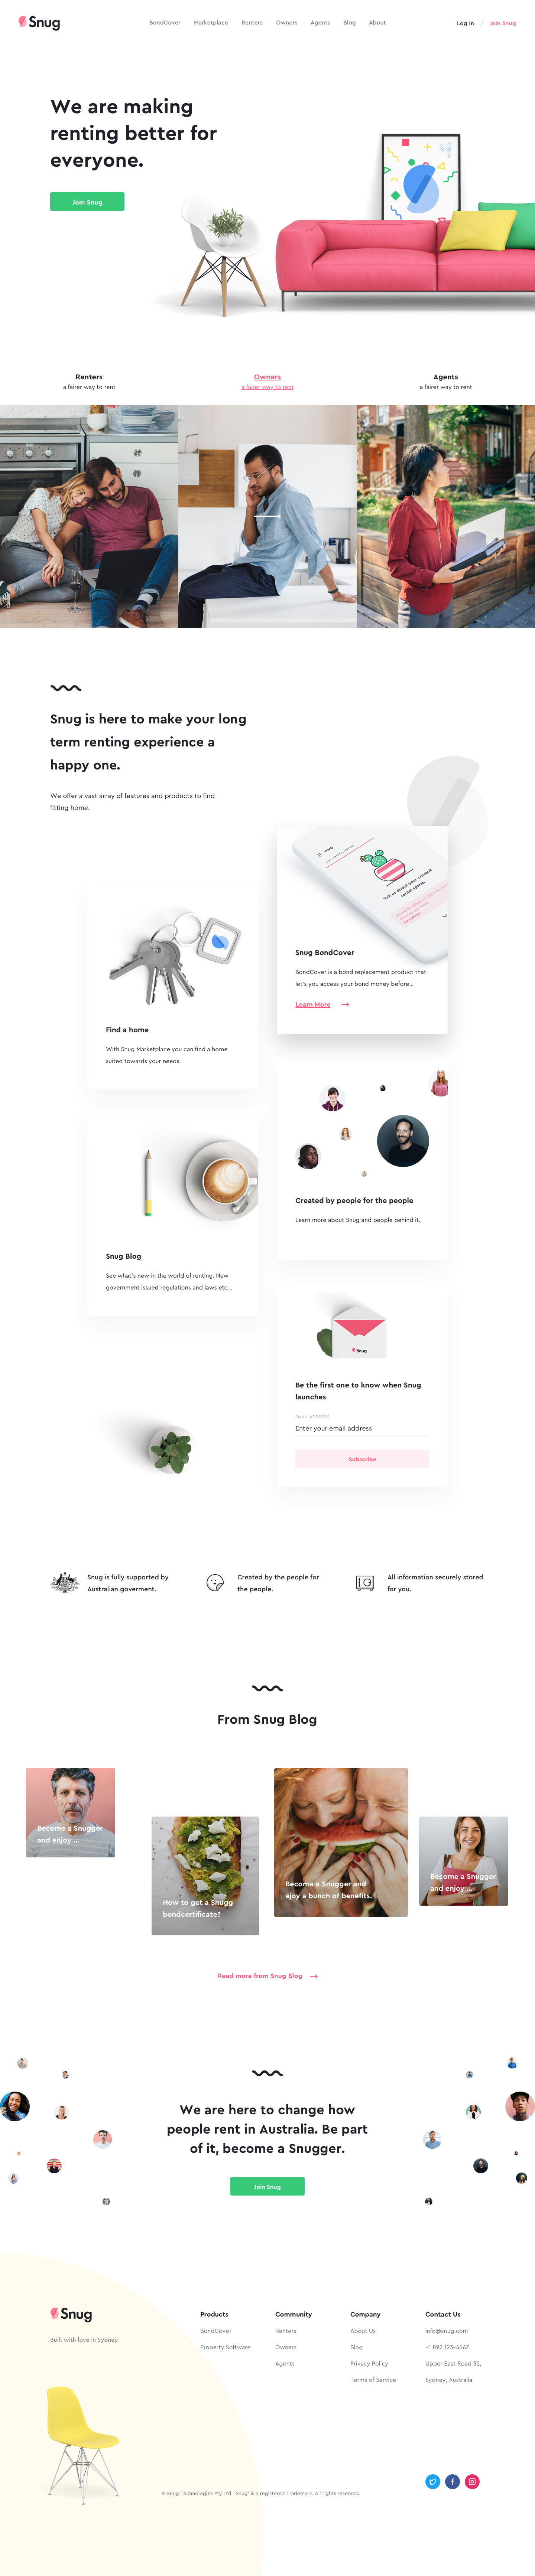 Snug
BondCover
Marketplace
Renters
Owners
Agents
Blog
About
Log In
Join Snug
We are making
renting better for
everyone.
Join Snug
Renters
a fairer way to rent
Owners
a fairer way to rent
Agents
a fairer way to rent
Snug is here to make your long
term renting experience a
happy one.
We offer a vast array of features and products to find
fitting home.
snug
Tell us about your current
rental space.
Snug BondCover
BondCover is a bond replacement product that
let's you access your bond money before...
Learn More
Find a home
With Snug Marketplace you can find a home
suited towards your needs.
Created by people for the people
Learn more about Snug and people behind it.
Snug Blog
See what's new in the world of renting. New
government issued regulations and laws etc...
Snug
Be the first one to know when Snug
launches
EMAIL ADDRESS
Enter your email address
Subscribe
Snug is fully supported by
Australian goverment.
Created by the people for
the people.
All information securely stored
for you.
From Snug Blog
Become a Snugger
and enjoy ...
How to get a Snugg
bondcertificate?
Become a Snugger and
ejoy a bunch of benefits.
Become a Snugger
and enjoy ...
Read more from Snug Blog
We are here to change how
people rent in Australia. Be part
of it, become a Snugger.
Join Snug
Snug
Built with love in Sydney
Products
BondCover
Property Software
Community
Renters
Owners
Agents
Company
About Us
Blog
Privacy Policy
Terms of Service
Contact Us
info@snug.com
+1 892 123-4567
Upper East Road 32,
Sydney, Australia
© Snug Technologies Pty Ltd. 'Snug' is a registered Trademark. All rights reserved.